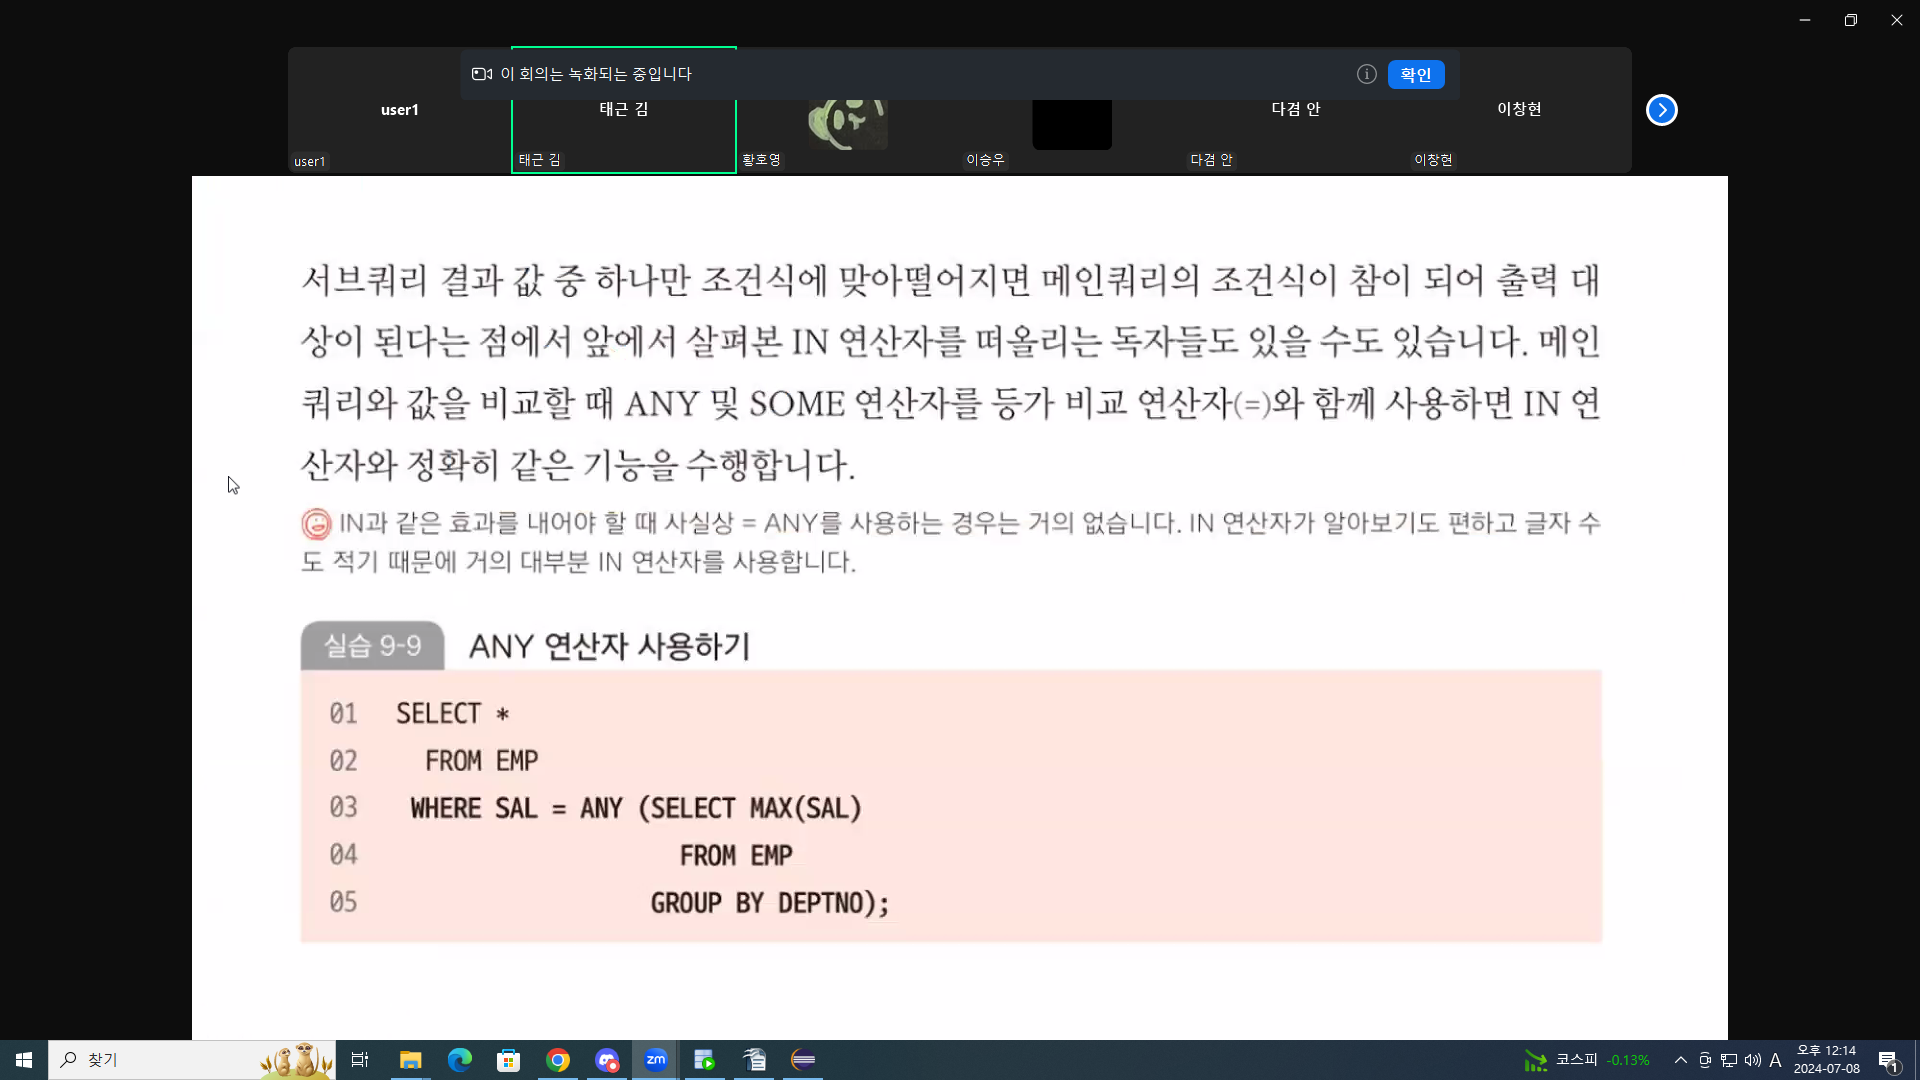 이 회의는 녹화되는 중입니다
확인
user1
태근 김
다겸 안
이창현
user1
태근 김
황호영
이승우
다겸 안
이창현
서브쿼리 결과 값 중 하나만 조건식에 맞아떨어지면 메인쿼리의 조건식이 참이 되어 출력 대
상이 된다는 점에서 앞에서 살펴본 IN 연산자를 떠올리는 독자들도 있을 수도 있습니다. 메인
쿼리와 값을 비교할 때 ANY 및 SOME 연산자를 등가 비교 연산자(=)와 함께 사용하면 IN 연
산자와 정확히 같은 기능을 수행합니다.
IN과 같은 효과를 내어야 할 때 사실상 = ANY를 사용하는 경우는 거의 없습니다. IN 연산자가 알아보기도 편하고 글자 수
도 적기 때문에 거의 대부분 IN 연산자를 사용합니다.
실습 9-9 ANY 연산자 사용하기
01 SELECT *
02 FROM EMP
03 WHERE SAL = ANY (SELECT MAX(SAL)
04 FROM EMP
05 GROUP BY DEPTNO);
찾기
zm
코스피 -0.13%
A
오후 12:14
2024-07-08
1